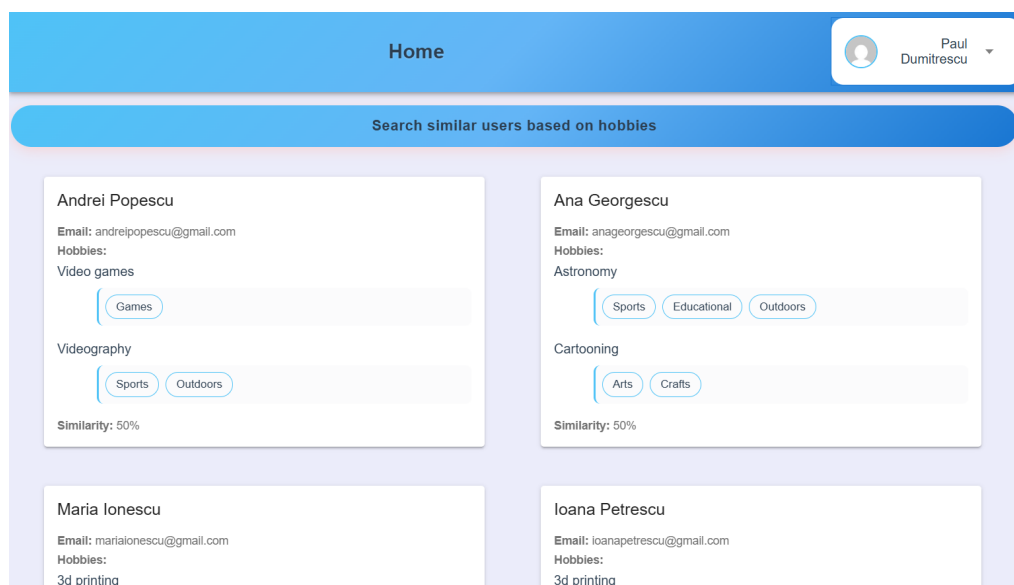 Home
Paul
Dumitrescu
Search similar users based on hobbies
Andrei Popescu
Email: andreipopescu@gmail.com
Hobbies:
Video games
Games
Videography
Sports Outdoors
Similarity: 50%
Ana Georgescu
Email: anageorgescu@gmail.com
Hobbies:
Astronomy
Sports Educational Outdoors
Cartooning
Arts Crafts
Similarity: 50%
Maria Ionescu
Email: mariaionescu@gmail.com
Hobbies:
3d printing
Ioana Petrescu
Email: ioanapetrescu@gmail.com
Hobbies:
3d printing